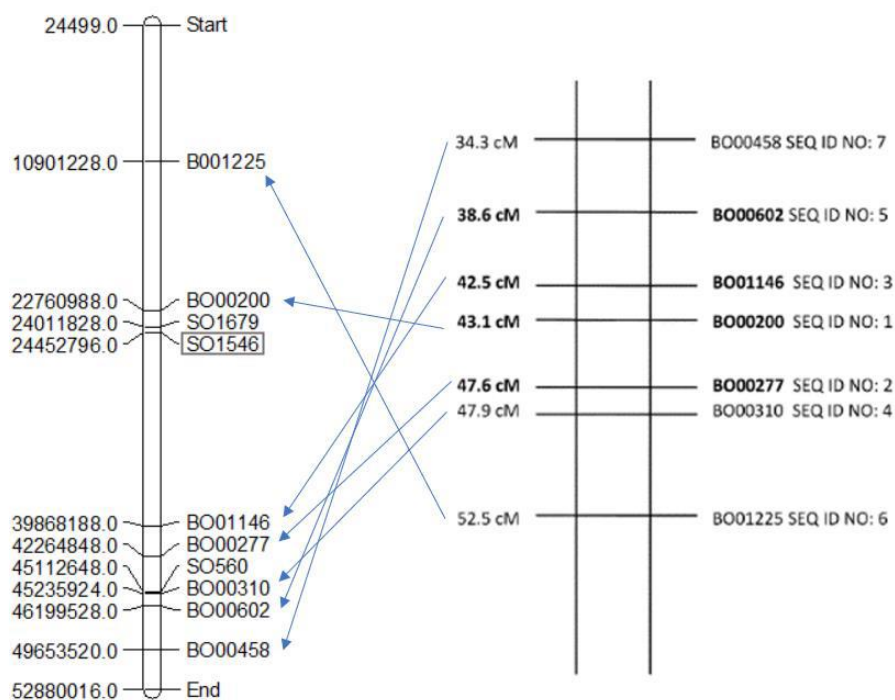 24499.0 Start
10901228.0 B001225
22760988.0 BO00200
24011828.0 SO1679
24452796.0 SO1546
39868188.0 BO01146
42264848.0 BO00277
45112648.0 SO560
45235924.0 BO00310
46199528.0 BO00602
49653520.0 BO00458
52880016.0 End
34.3 cM BO00458 SEQ ID NO: 7
38.6 cM BO00602 SEQ ID NO: 5
42.5 cM BO01146 SEQ ID NO: 3
43.1 cM BO00200 SEQ ID NO: 1
47.6 cM BO00277 SEQ ID NO: 2
47.9 cM BO00310 SEQ ID NO: 4
52.5 cM BO01225 SEQ ID NO: 6